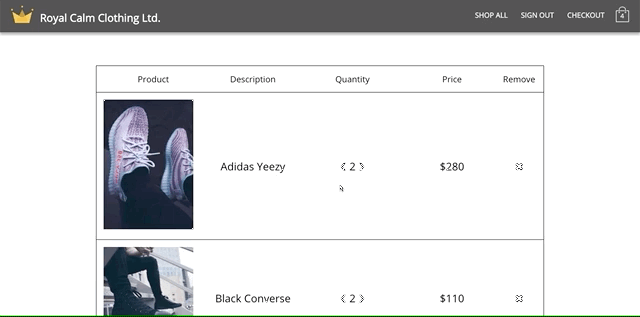 Royal Calm Clothing Ltd. SHOP ALL SIGN OUT CHECKOUT 4
Product Description Quantity Price Remove
Adidas Yeezy 2 $280
Black Converse 2 $110